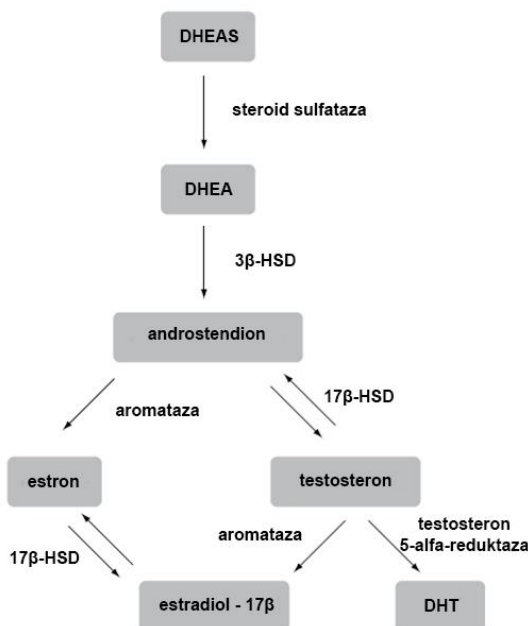 DHEAS
steroid sulfataza
DHEA
3β-HSD
androstendion
17β-HSD
aromataza
estron
testosteron
17β-HSD
aromataza
testosteron
5-alfa-reduktaza
estradiol - 17β
DHT